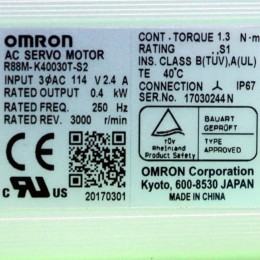 OMRON
AC SERVO MOTOR
R88M-K40030T-S2
INPUT 3ØAC 114 V 2.4 A
RATED OUTPUT 0.4 kW
RATED FREQ. 250 Hz
RATED REV. 3000 r/min
CONT. TORQUE 1.3 N·m
RATING S1
INS. CLASS B(TÜV),A(UL)
TE 40°C
CONNECTION IP67
SER.No. 17030244 N
TÜV
Rheinland
Product Safety
BAUART
GEPRÜFT
TYPE
APPROVED
CE
c UR US
20170301
OMRON Corporation
Kyoto, 600-8530 JAPAN
MADE IN CHINA